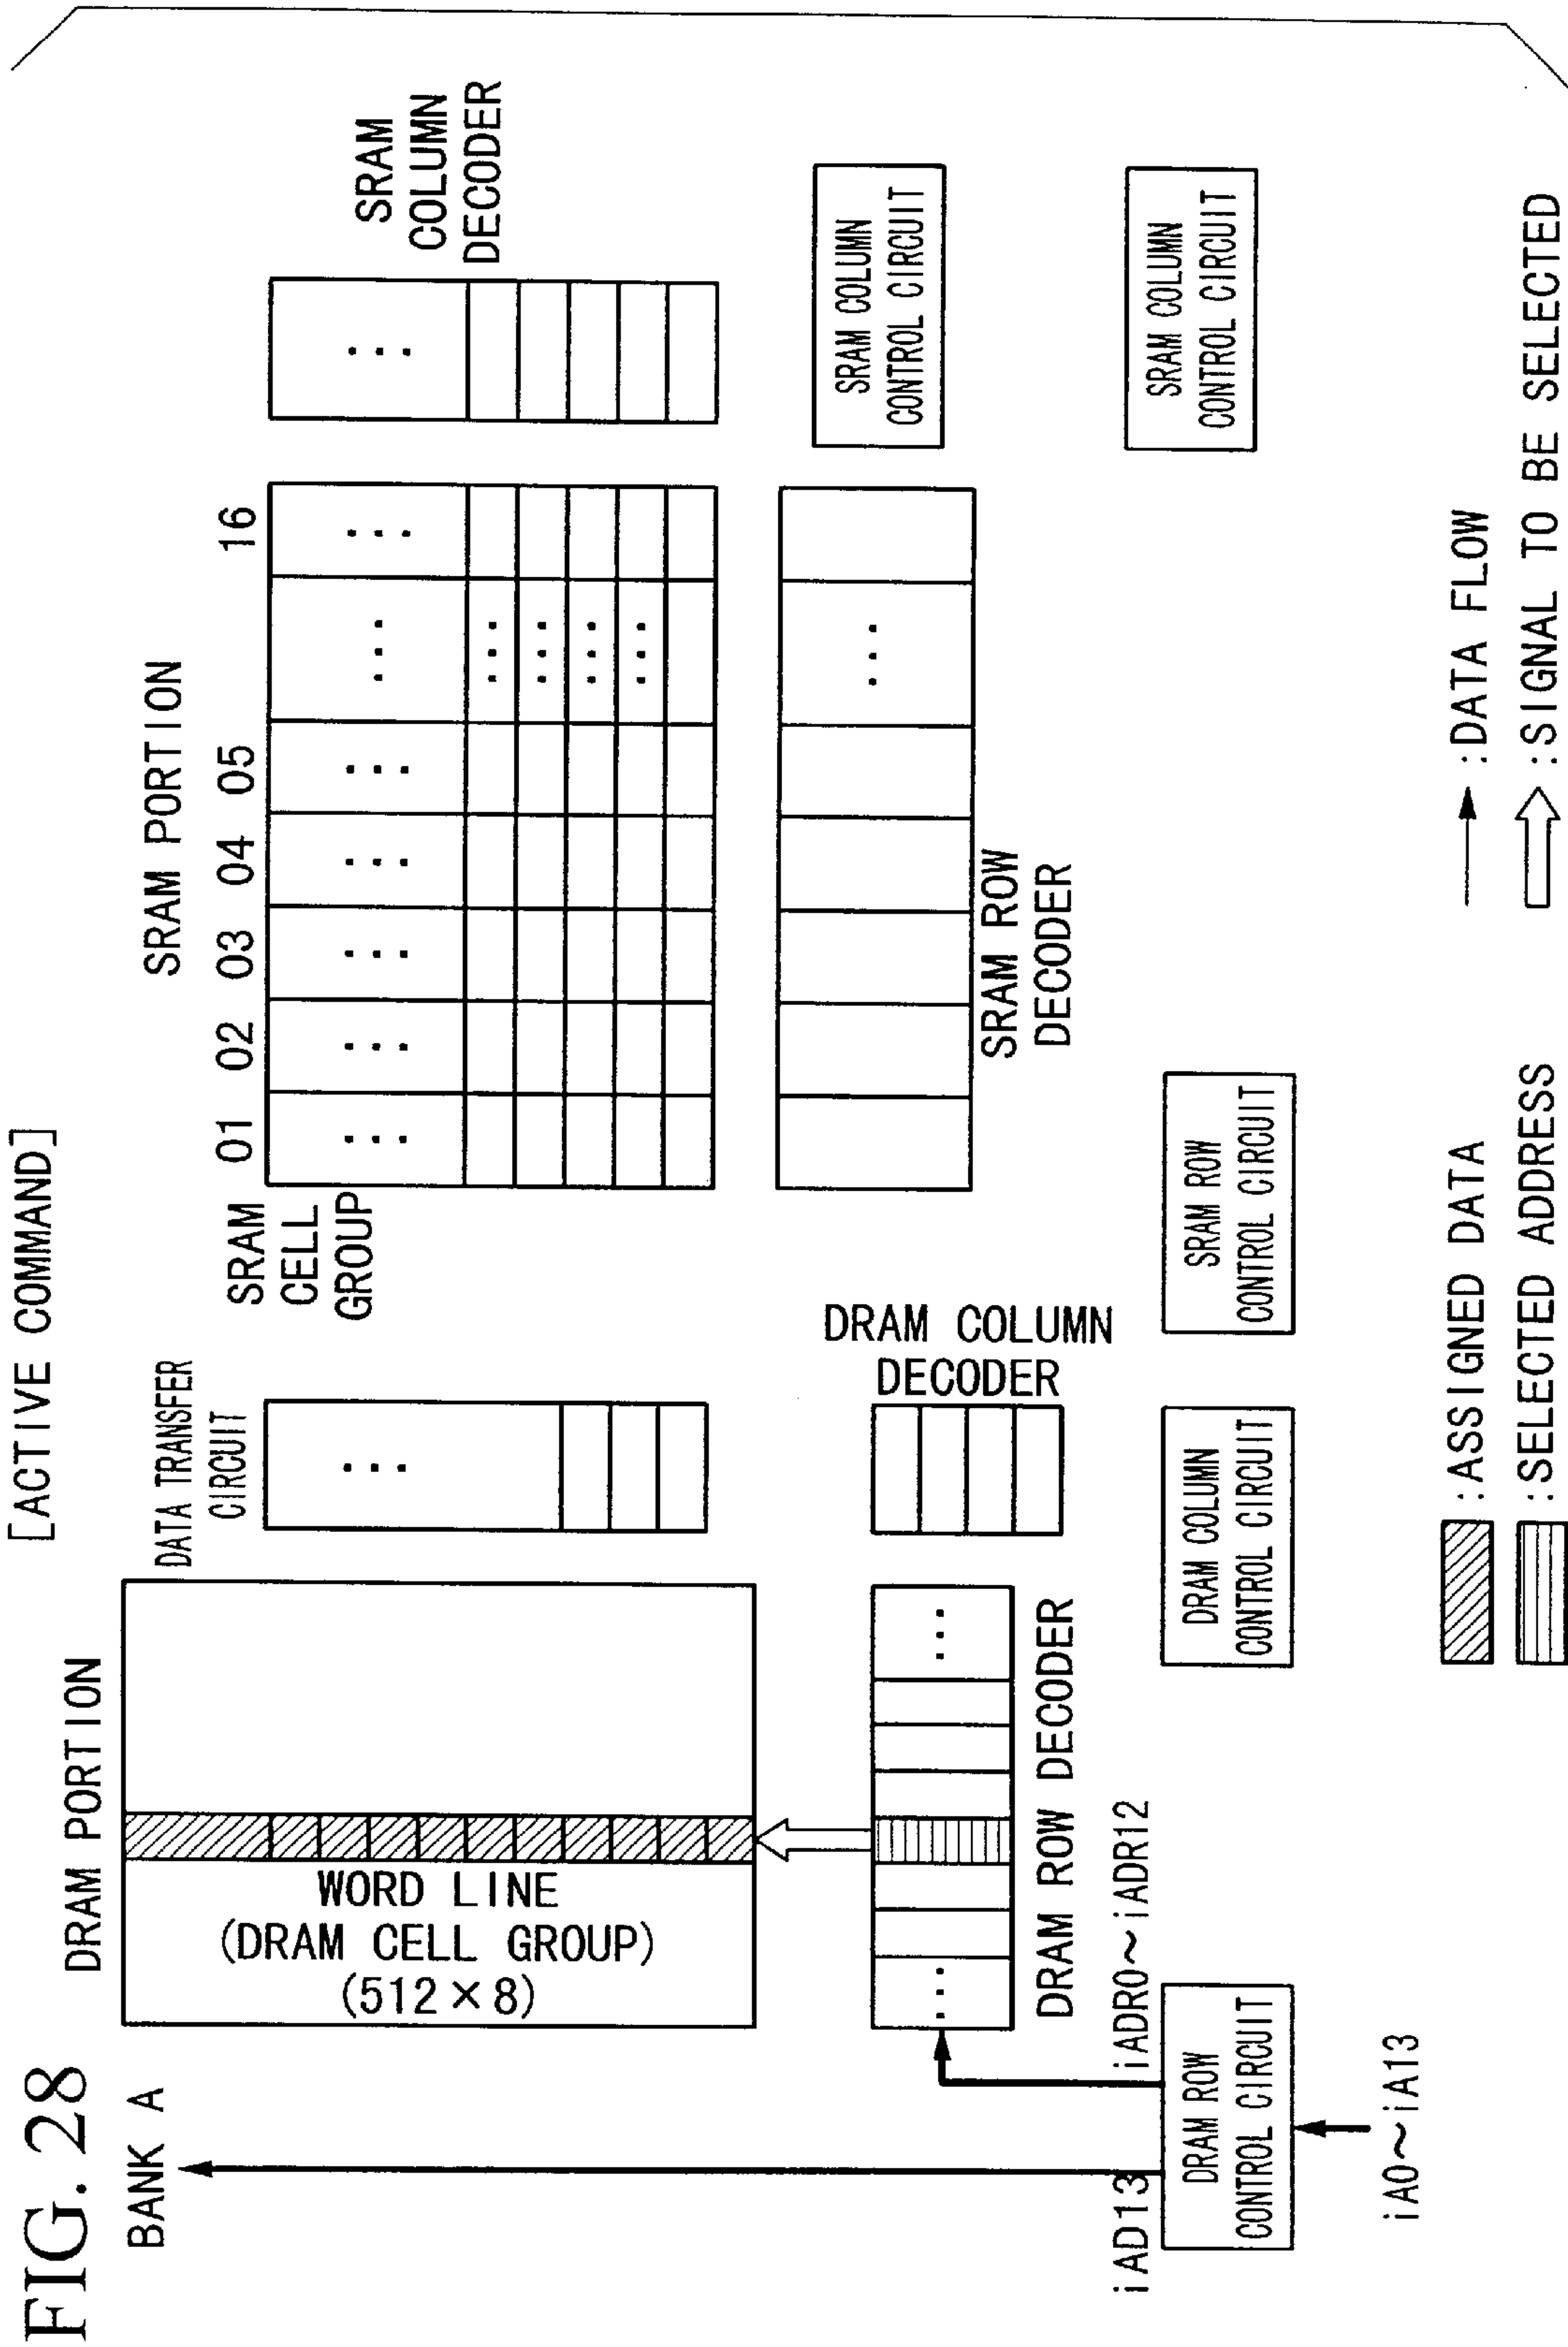 FIG. 28
[ACTIVE COMMAND]
BANK A
DRAM PORTION
DATA TRANSFER
CIRCUIT
SRAM PORTION
SRAM
CELL
GROUP
01 02 03 04 05 ... 16
SRAM
COLUMN
DECODER
WORD LINE
(DRAM CELL GROUP)
(512×8)
DRAM ROW DECODER
DRAM COLUMN
DECODER
SRAM ROW
DECODER
SRAM COLUMN
CONTROL CIRCUIT
iAD13
iADR0~iADR12
DRAM ROW
CONTROL CIRCUIT
DRAM COLUMN
CONTROL CIRCUIT
SRAM ROW
CONTROL CIRCUIT
SRAM COLUMN
CONTROL CIRCUIT
iA0~iA13
:ASSIGNED DATA
:DATA FLOW
:SELECTED ADDRESS
:SIGNAL TO BE SELECTED